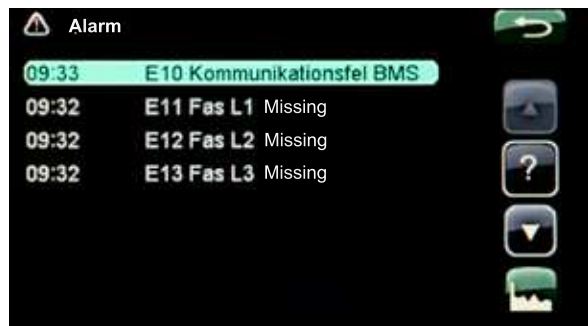 Alarm
09:33 E10 Kommunikationsfel BMS
09:32 E11 Fas L1 Missing
09:32 E12 Fas L2 Missing
09:32 E13 Fas L3 Missing
?